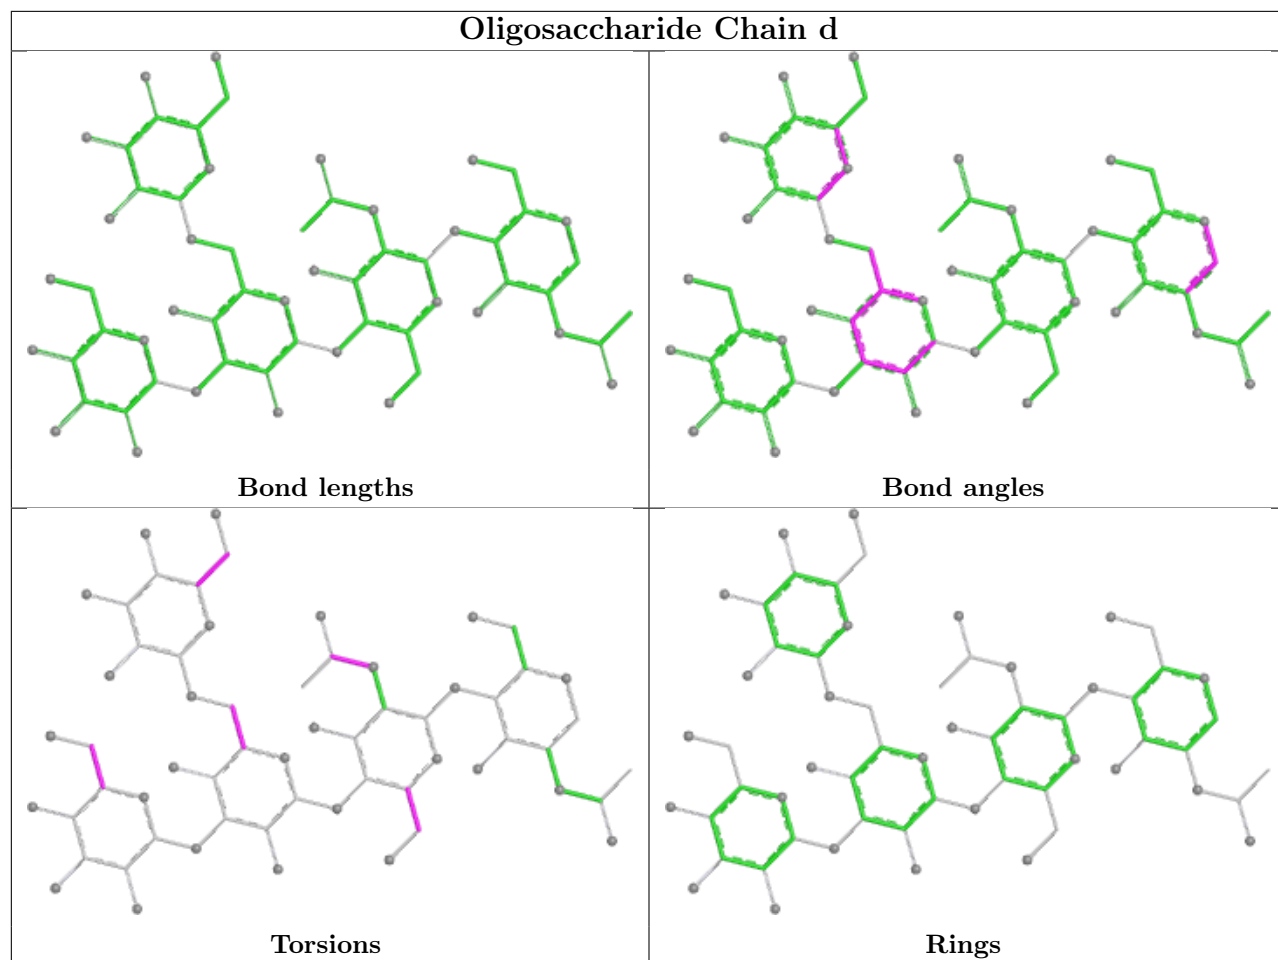 Oligosaccharide Chain d
Bond lengths
Bond angles
Torsions
Rings